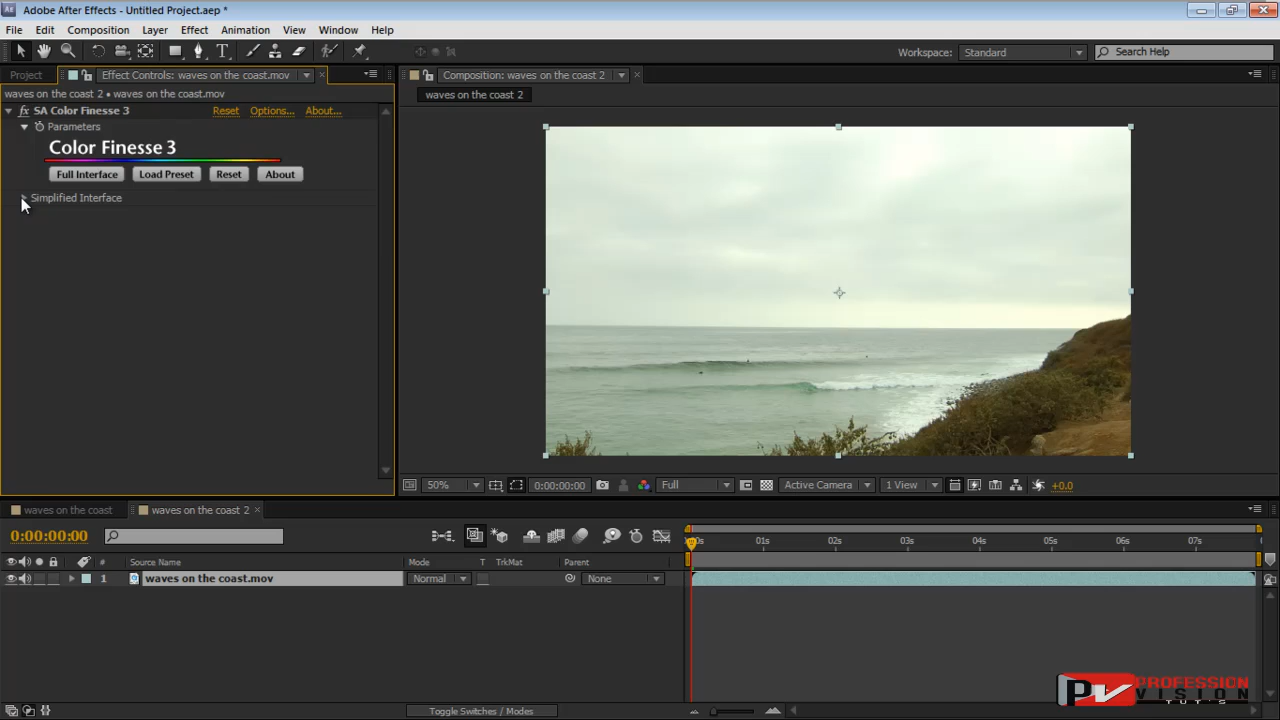 Ae Adobe After Effects - Untitled Project.aep *
File Edit Composition Layer Effect Animation View Window Help
Workspace: Standard Search Help
Project Effect Controls: waves on the coast.mov Composition: waves on the coast 2
waves on the coast 2 • waves on the coast.mov waves on the coast 2
fx SA Color Finesse 3 Reset Options... About...
Parameters
Color Finesse 3
Full Interface Load Preset Reset About
Simplified Interface
50% 0:00:00:00 Full Active Camera 1 View +0.0
waves on the coast waves on the coast 2
0:00:00:00
01s 02s 03s 04s 05s 06s 07s
# Source Name Mode T TrkMat Parent
1 waves on the coast.mov Normal None
PV PROFESSION
VISION
TUT'S
Toggle Switches / Modes